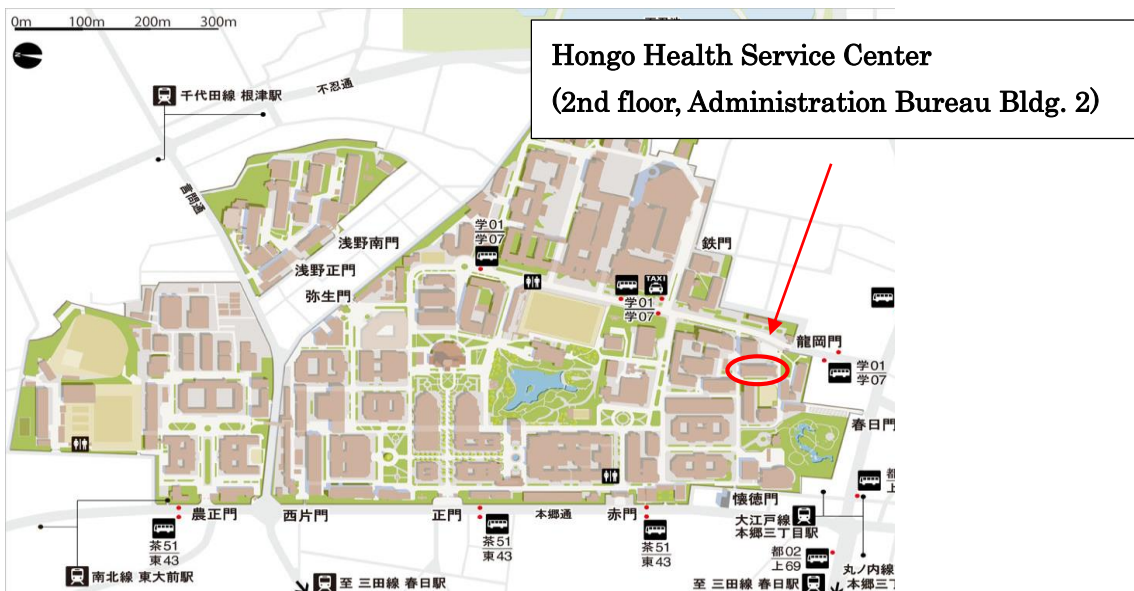 0m 100m 200m 300m
Hongo Health Service Center
(2nd floor, Administration Bureau Bldg. 2)
千代田線 根津駅
不忍通
言問通
浅野南門
浅野正門
弥生門
学01
学07
鉄門
TAXI
学01
学07
龍岡門
学01
学07
春日門
農正門
西片門
正門
本郷通
赤門
懐徳門
大江戸線
本郷三丁目駅
茶51
東43
茶51
東43
茶51
東43
都02
上69
南北線 東大前駅
至 三田線 春日駅
至 三田線 春日駅
丸ノ内線
本郷三